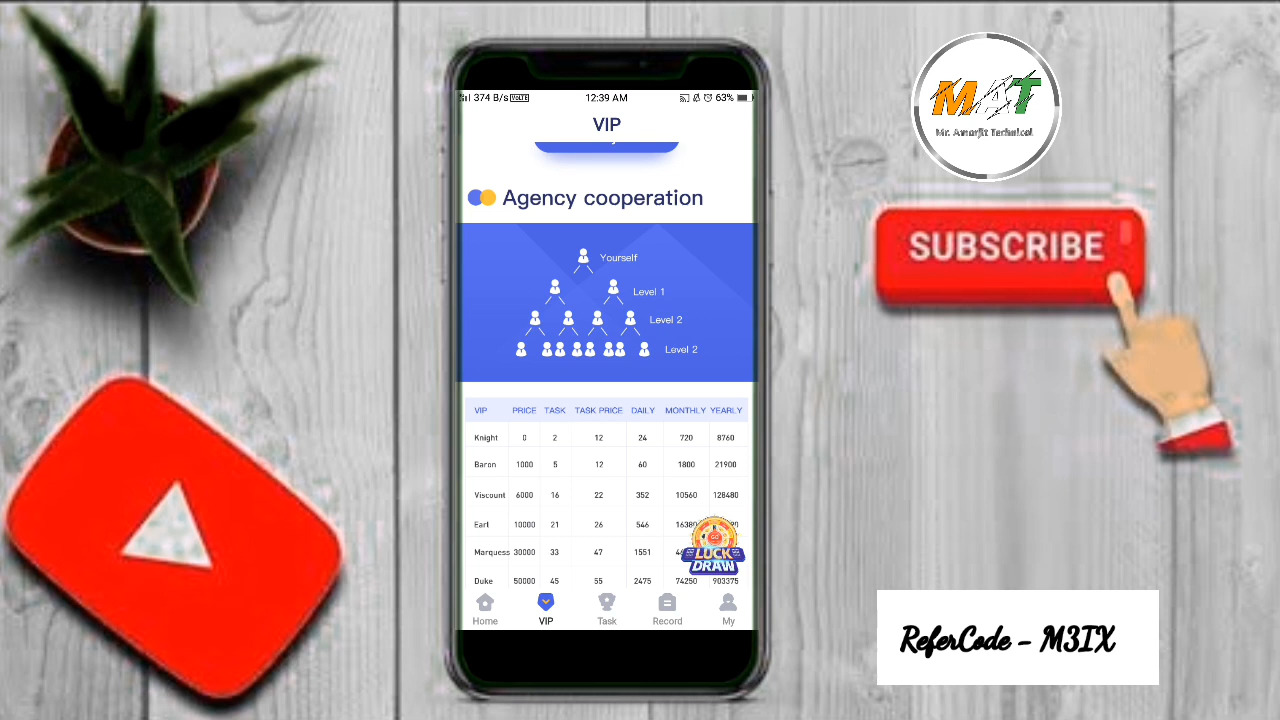 374 B/s VoLTE 12:39 AM 63%
VIP
Agency cooperation
Yourself
Level 1
Level 2
Level 2
VIP PRICE TASK TASK PRICE DAILY MONTHLY YEARLY
Knight 0 2 12 24 720 8760
Baron 1000 5 12 60 1800 21900
Viscount 6000 16 22 352 10560 128480
Earl 10000 21 26 546
Marquess 30000 33 47 1551
Duke 50000 45 55 2475 74250 903375
GO
LUCK
DRAW
Home VIP Task Record My
MAT
Mr. Amarjit Technical
SUBSCRIBE
ReferCode - M3IX